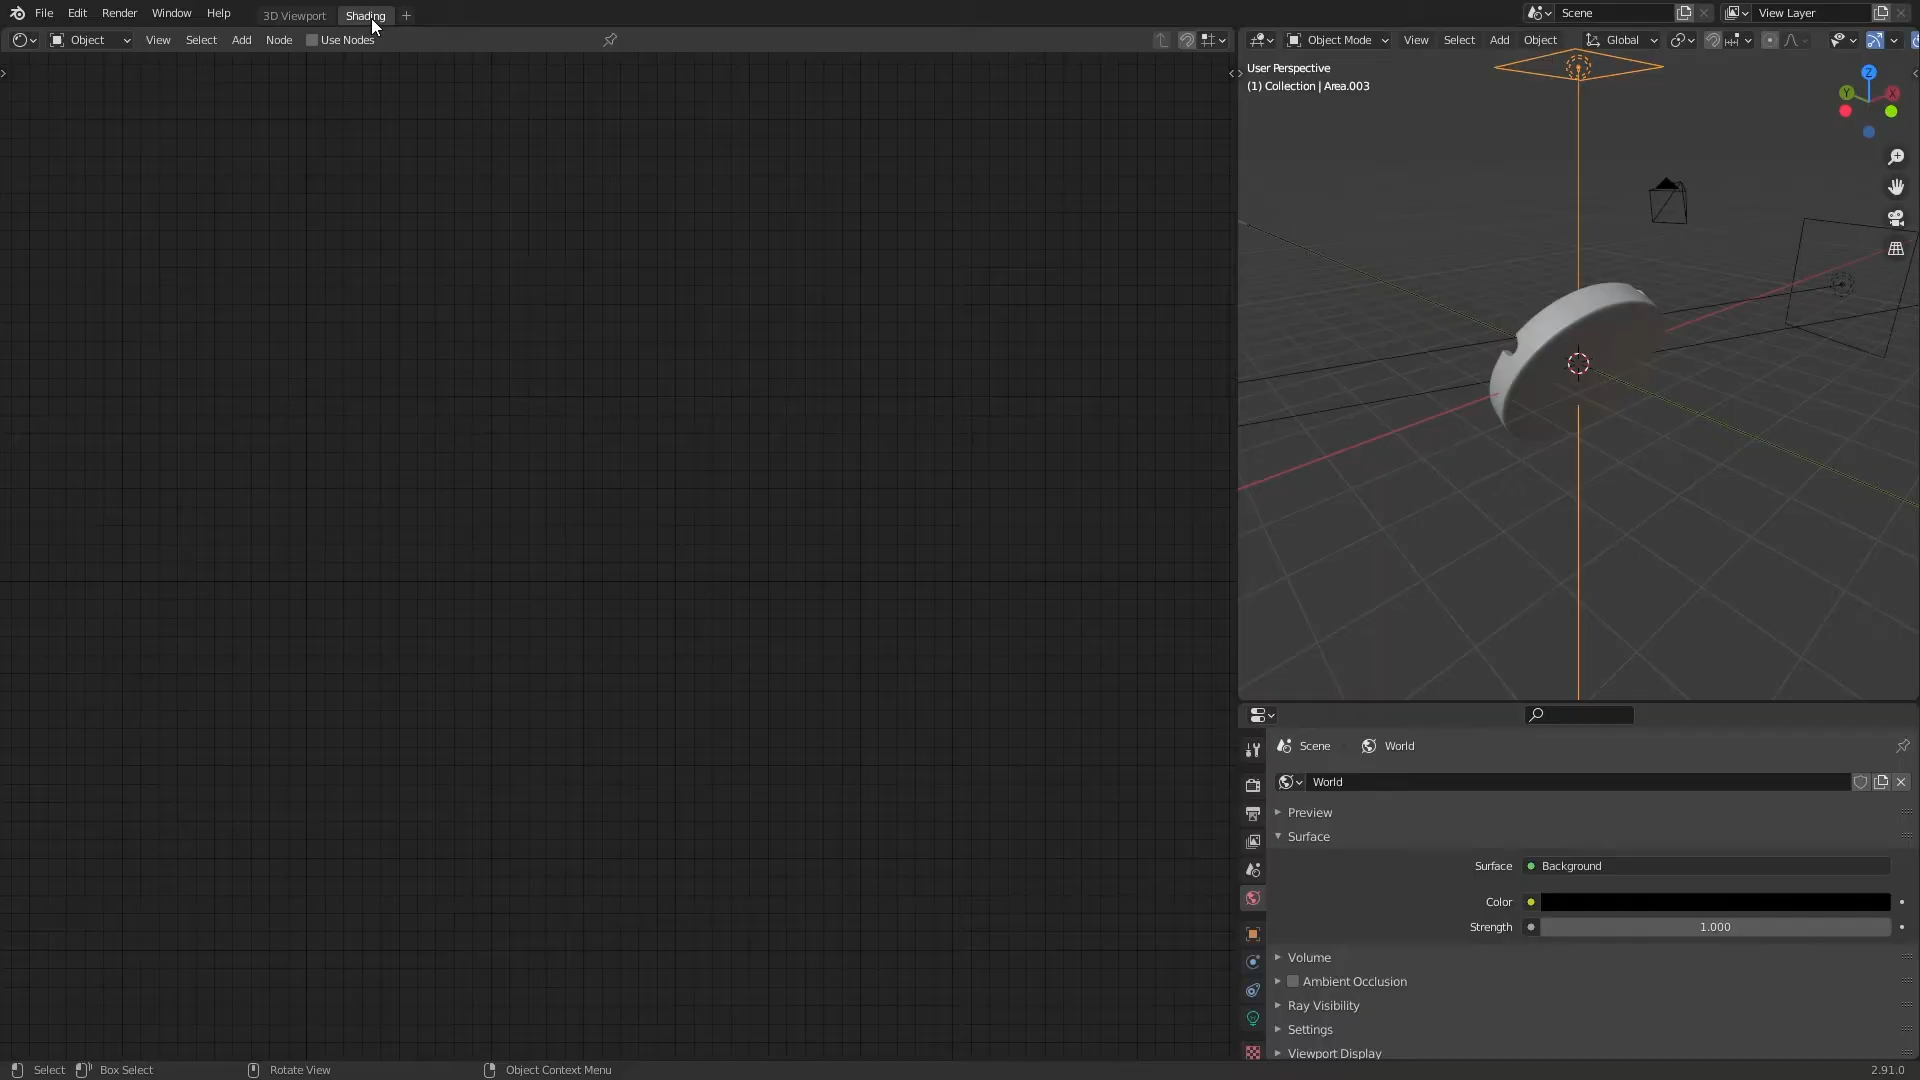 File Edit Render Window Help 3D Viewport Shading + Scene View Layer
Object View Select Add Node Use Nodes
Object Mode View Select Add Object Global
User Perspective
(1) Collection | Area.003
Z
Y X
Scene World
World
Preview
Surface
Surface Background
Color
Strength 1.000
Volume
Ambient Occlusion
Ray Visibility
Settings
Viewport Display
Select Box Select Rotate View Object Context Menu 2.91.0